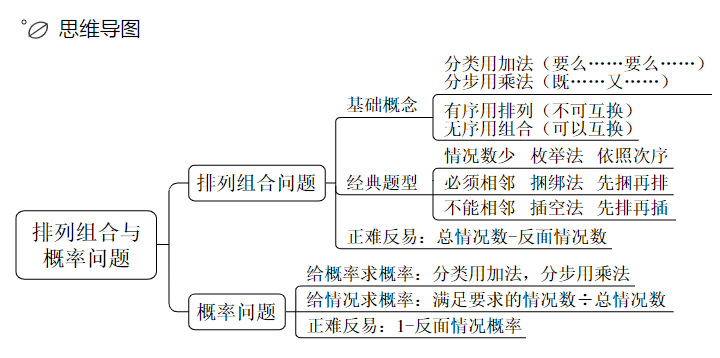 思维导图
分类用加法（要么……要么……）
分步用乘法（既……又……）
基础概念
有序用排列（不可互换）
无序用组合（可以互换）
情况数少 枚举法 依照次序
排列组合问题
经典题型
必须相邻 捆绑法 先捆再排
不能相邻 插空法 先排再插
排列组合与
概率问题
正难反易：总情况数-反面情况数
给概率求概率：分类用加法，分步用乘法
概率问题
给情况求概率：满足要求的情况数÷总情况数
正难反易：1-反面情况概率